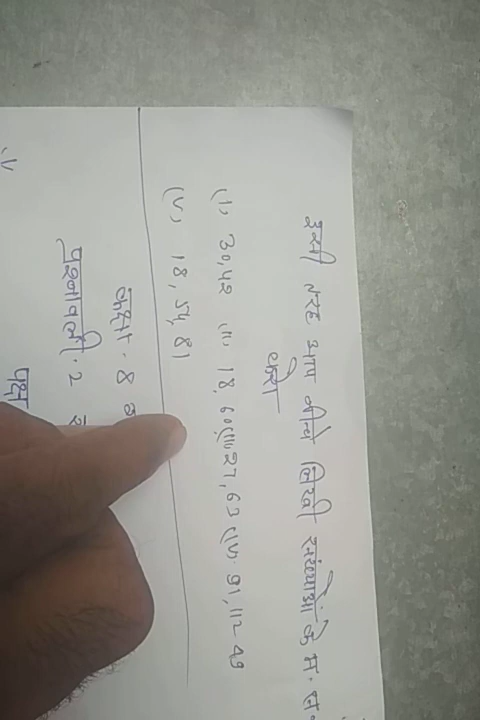 इसी तरह आप नीचे लिखी संख्याओं के म. स.
करो
(i) 30,42 (ii) 18, 60 (iii) 27, 63 (iv) 91, 112 49
(v) 18, 54, 81
कक्षा - 8
प्रश्नावली - 2